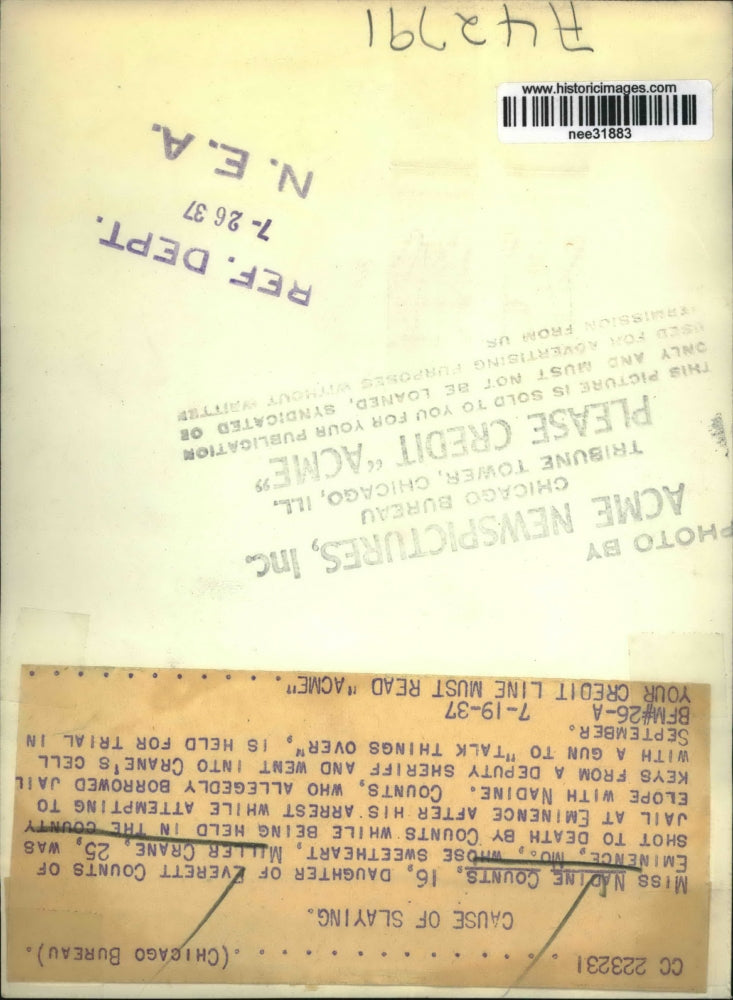 CC 223231 . . . . . . . . . . . . . (CHICAGO BUREAU).
CAUSE OF SLAYING.
MISS NADINE COUNTS, 16, DAUGHTER OF EVERETT COUNTS OF
EMINENCE, MO., WHOSE SWEETHEART, MILLER CRANE, 25, WAS
SHOT TO DEATH BY COUNTS WHILE BEING HELD IN THE COUNTY
JAIL AT EMINENCE AFTER HIS ARREST WHILE ATTEMPTING TO
ELOPE WITH NADINE. COUNTS, WHO ALLEGEDLY BORROWED JAIL
KEYS FROM A DEPUTY SHERIFF AND WENT INTO CRANE'S CELL
WITH A GUN TO "TALK THINGS OVER", IS HELD FOR TRIAL IN
SEPTEMBER.
BFM#26-A 7-19-37
YOUR CREDIT LINE MUST READ "ACME" . . . . . . . . . . .
PHOTO BY
ACME NEWSPICTURES, Inc.
CHICAGO BUREAU
TRIBUNE TOWER, CHICAGO, ILL.
PLEASE CREDIT "ACME"
THIS PICTURE IS SOLD TO YOU FOR YOUR PUBLICATION
ONLY AND MUST NOT BE LOANED, SYNDICATED OR
USED FOR ADVERTISING PURPOSES WITHOUT WRITTEN
PERMISSION FROM US
REF. DEPT.
7-26 37
N. E. A.
A42791
www.historicimages.com
nee31883